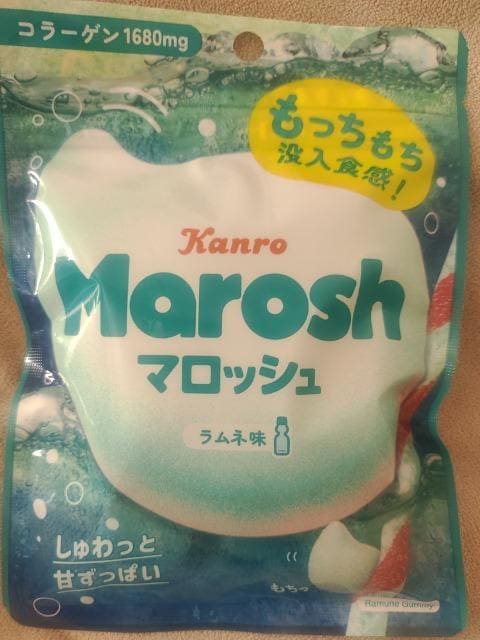 コラーゲン1680mg
もっちもち
没入食感!
Kanro
Marosh
マロッシュ
ラムネ味
しゅわっと
甘ずっぱい
もちっ
Ramune Gummy